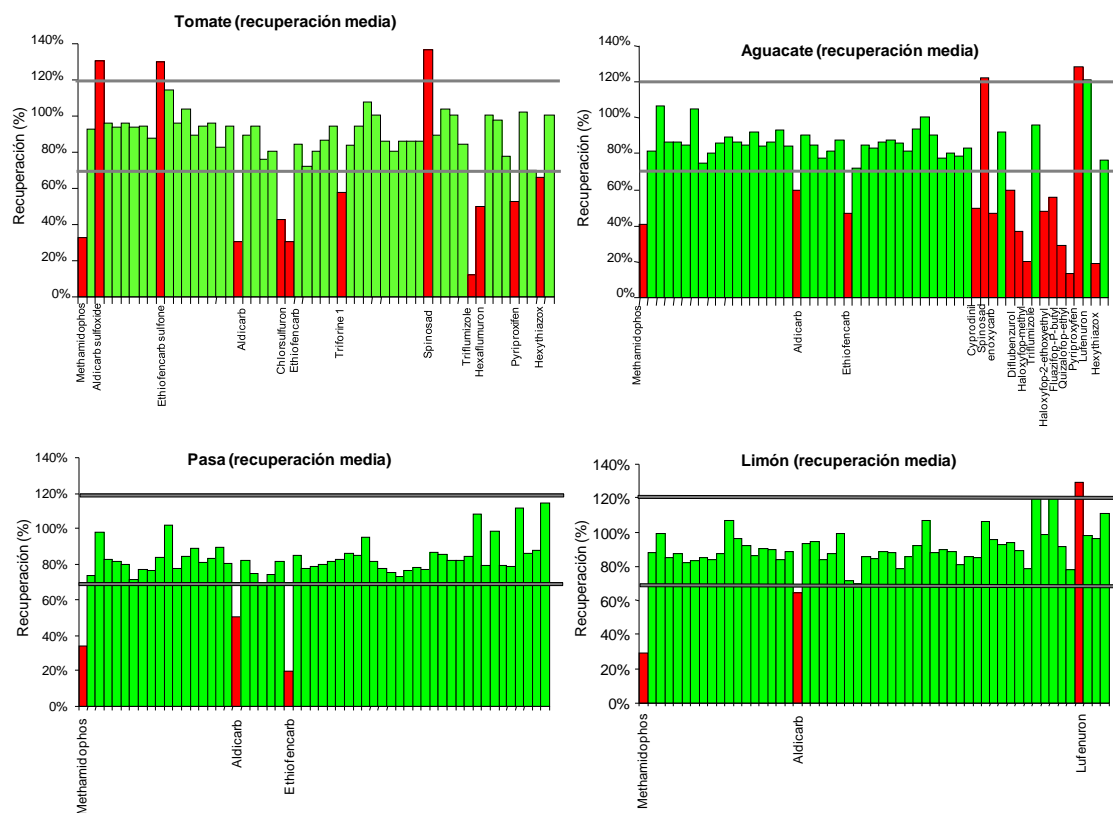 Tomate (recuperación media)
Recuperación (%)
140%
120%
100%
80%
60%
40%
20%
0%
Methamidophos
Aldicarb sulfoxide
Ethiofencarb sulfone
Aldicarb
Chlorsulfuron
Ethiofencarb
Triforine 1
Spinosad
Triflumizole
Hexaflumuron
Pyriproxifen
Hexythiazox
Aguacate (recuperación media)
Recuperación (%)
140%
120%
100%
80%
60%
40%
20%
0%
Methamidophos
Aldicarb
Ethiofencarb
Cyprodinil
Spinosad
enoxycarb
Diflubenzurol
Haloxyfop-methyl
Triflumizole
Haloxyfop-2-ethoxyethyl
Fluazifop-P-butyl
Quizalofop-ethyl
Pyriproxyfen
Lufenuron
Hexythiazox
Pasa (recuperación media)
Recuperación (%)
140%
120%
100%
80%
60%
40%
20%
0%
Methamidophos
Aldicarb
Ethiofencarb
Limón (recuperación media)
Recuperación (%)
140%
120%
100%
80%
60%
40%
20%
0%
Methamidophos
Aldicarb
Lufenuron